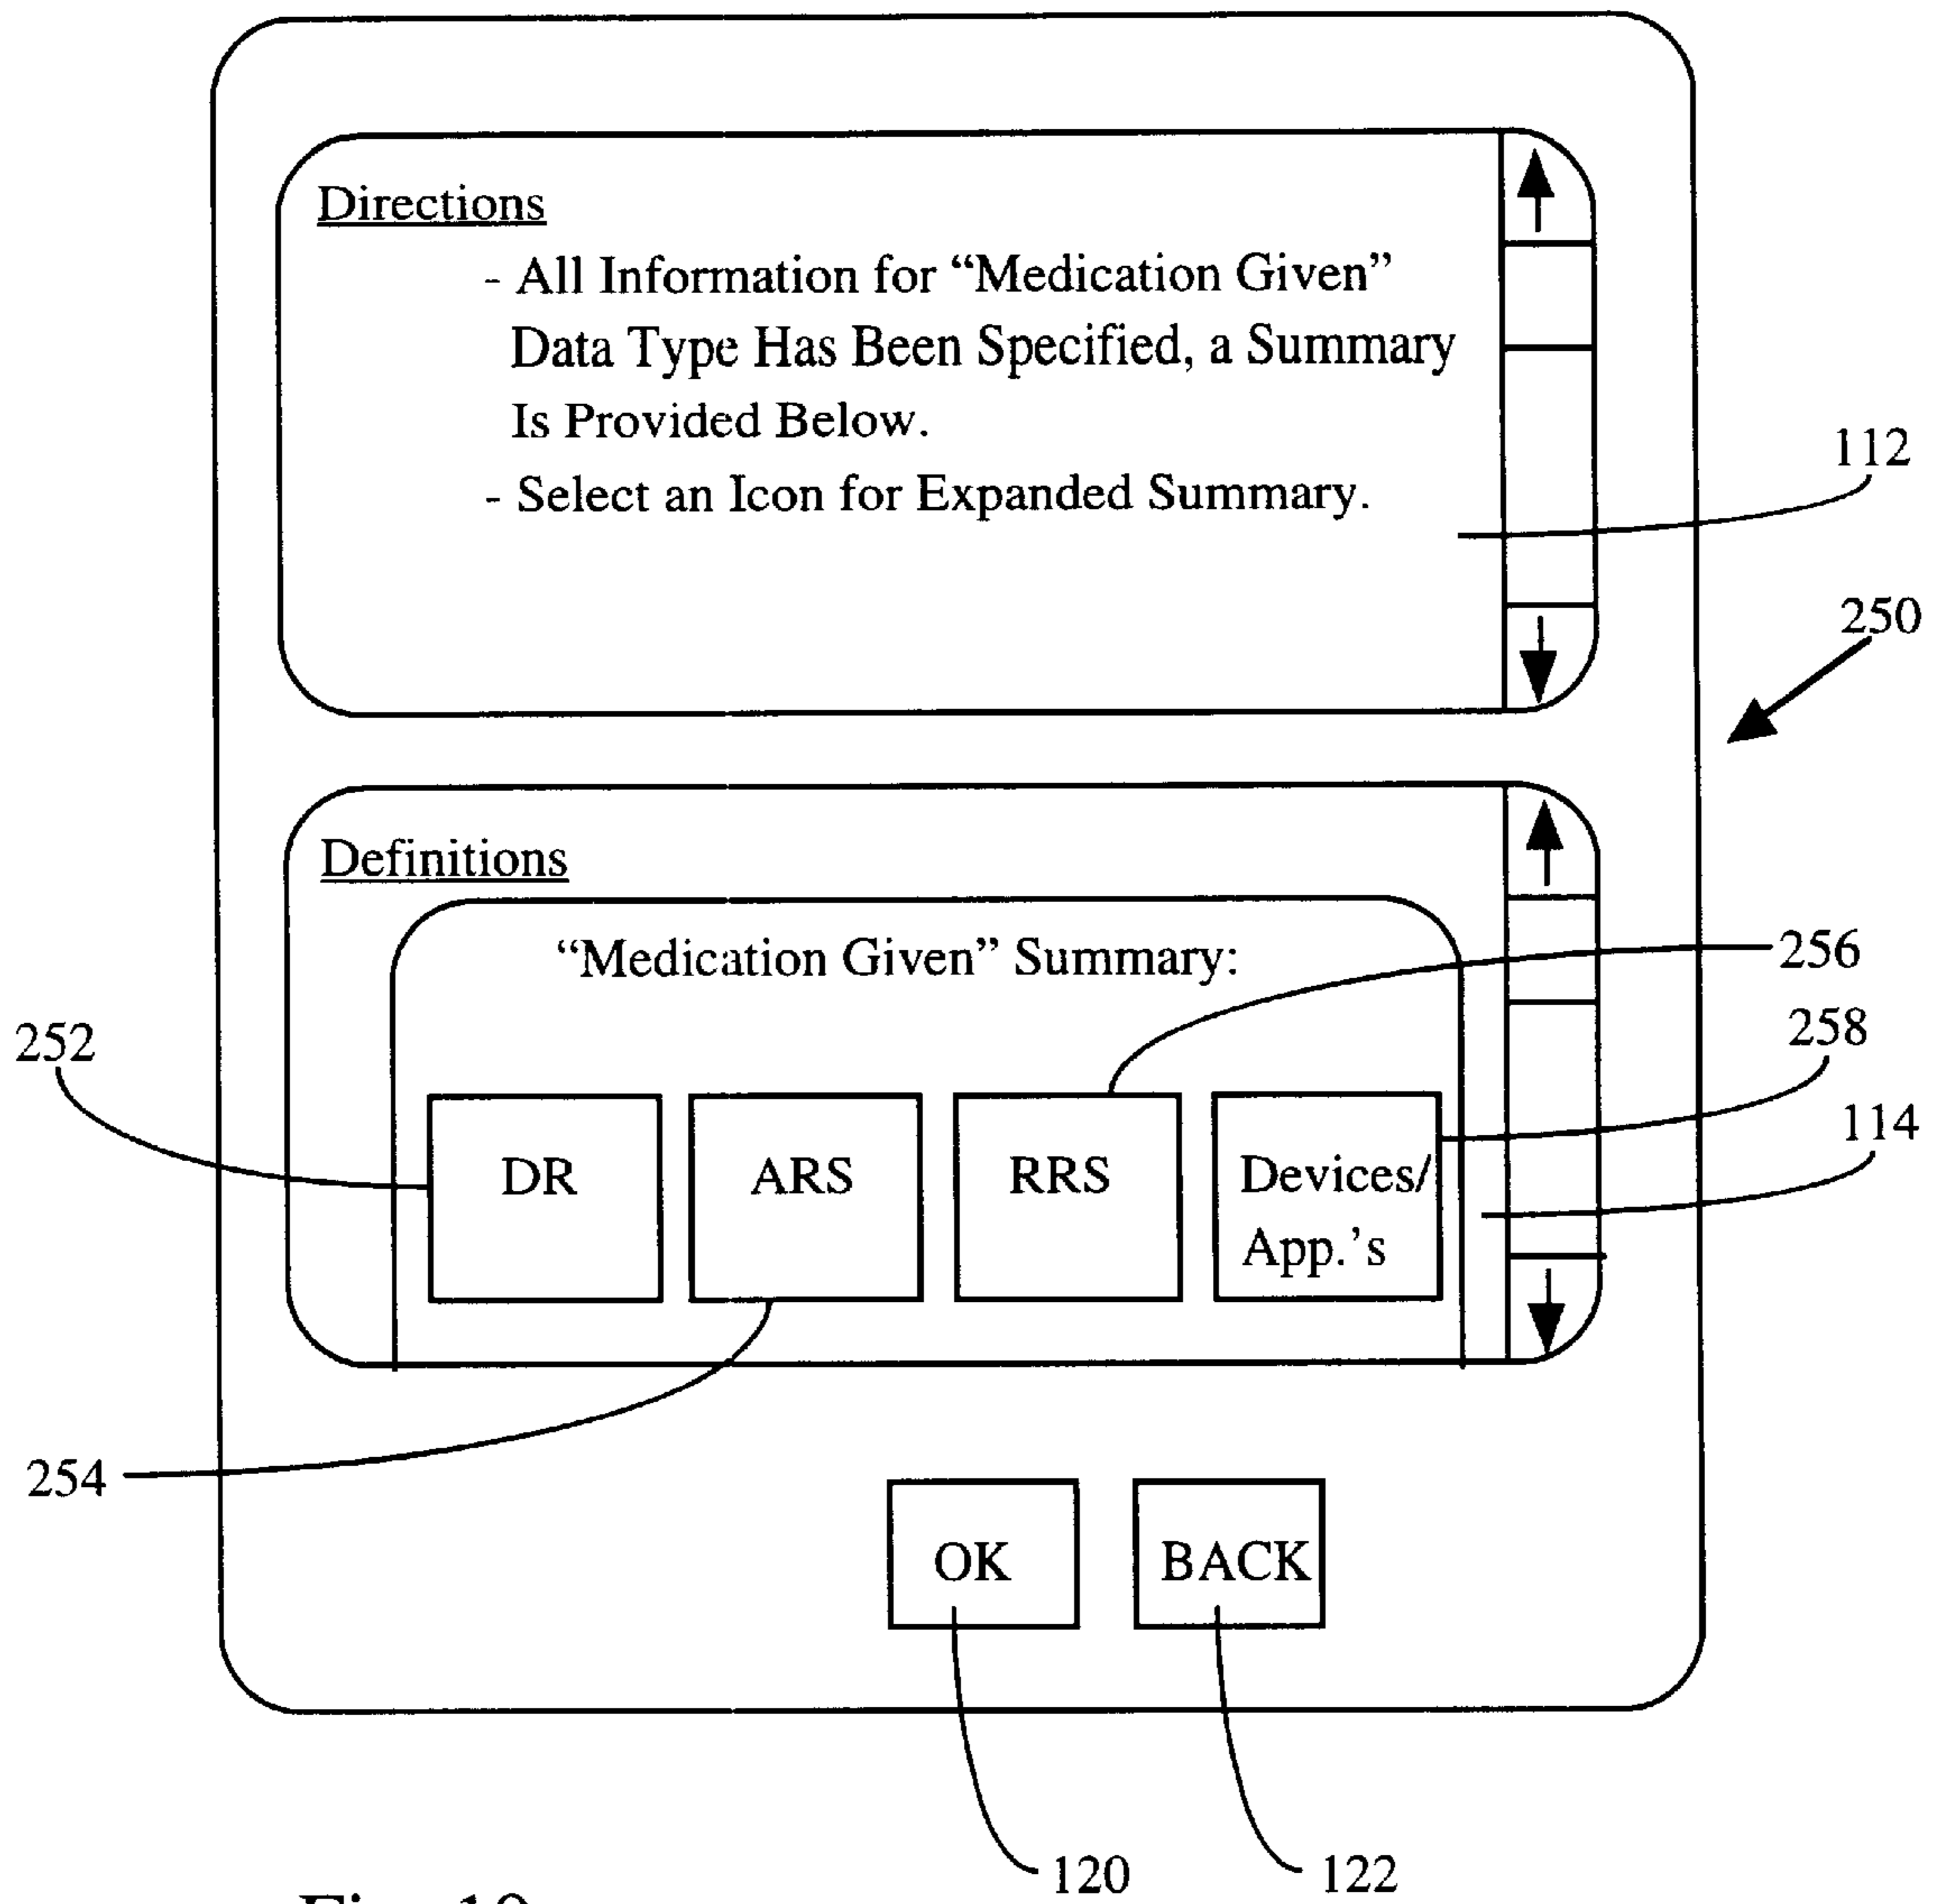 Directions
- All Information for “Medication Given”
Data Type Has Been Specified, a Summary
Is Provided Below.
- Select an Icon for Expanded Summary.
112
250
Definitions
“Medication Given” Summary:
256
252
258
114
DR
ARS
RRS
Devices/
App.’s
254
OK
BACK
120
122